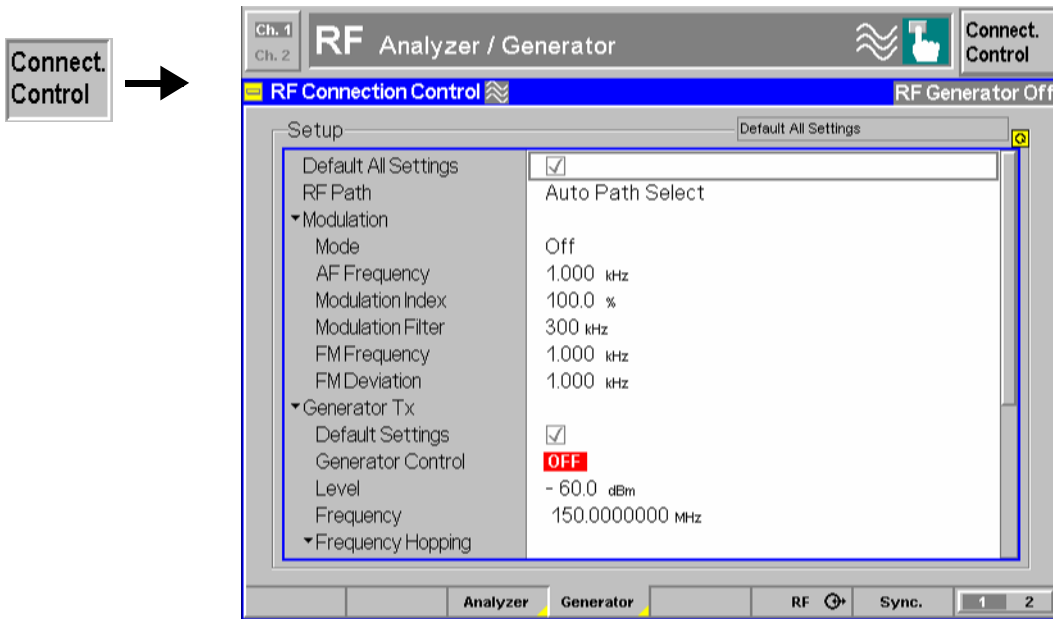 Connect.
Control
Ch. 1
Ch. 2
RF Analyzer / Generator
Connect.
Control
RF Connection Control
RF Generator Off
Setup
Default All Settings
Default All Settings
RF Path Auto Path Select
Modulation
Mode Off
AF Frequency 1.000 kHz
Modulation Index 100.0 %
Modulation Filter 300 kHz
FM Frequency 1.000 kHz
FM Deviation 1.000 kHz
Generator Tx
Default Settings
Generator Control OFF
Level - 60.0 dBm
Frequency 150.0000000 MHz
Frequency Hopping
Analyzer Generator RF Sync. 1 2